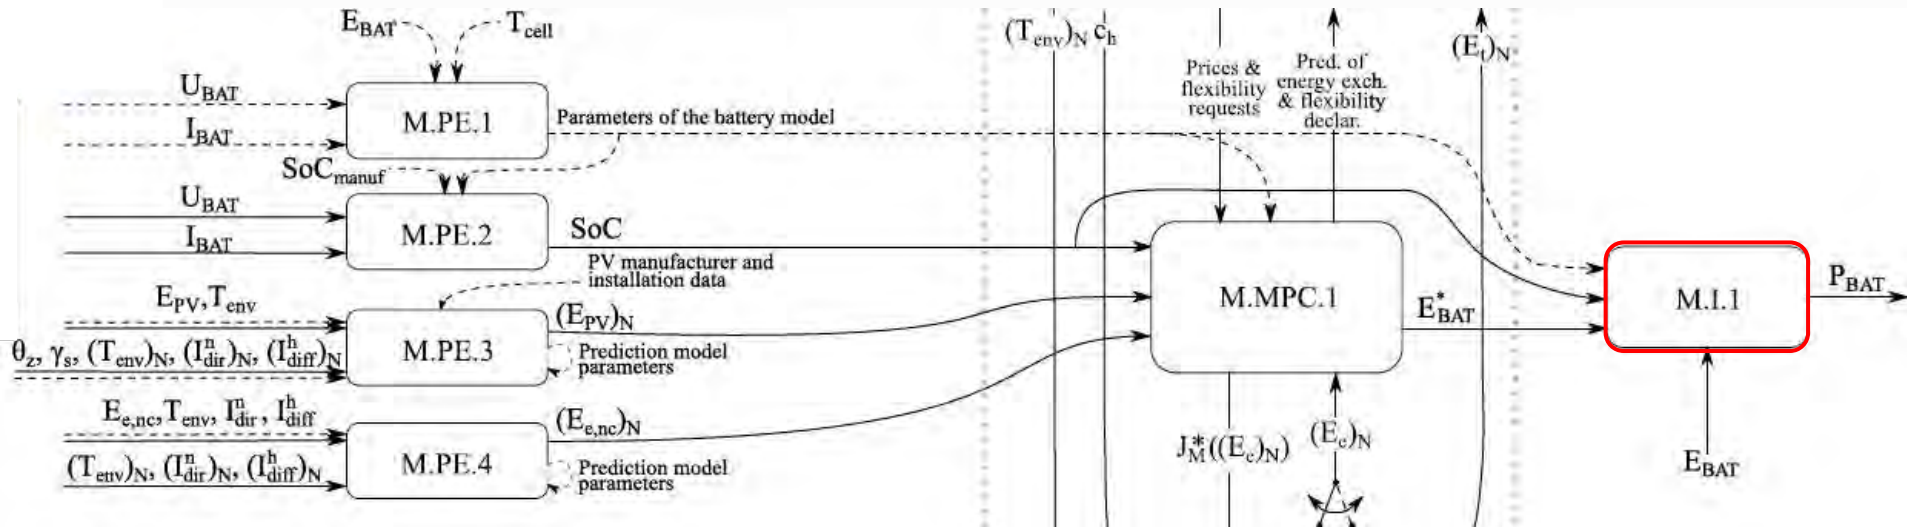 E_BAT
T_cell
U_BAT
I_BAT
M.PE.1
Parameters of the battery model
SoC_manuf
U_BAT
I_BAT
M.PE.2
SoC
PV manufacturer and
installation data
E_PV, T_env
θ_z, γ_s, (T_env)_N, (I^n_dir)_N, (I^h_diff)_N
M.PE.3
(E_PV)_N
Prediction model
parameters
E_e,nc, T_env, I^n_dir, I^h_diff
(T_env)_N, (I^n_dir)_N, (I^h_diff)_N
M.PE.4
(E_e,nc)_N
Prediction model
parameters
(T_env)_N c_h
Prices &
flexibility
requests
Pred. of
energy exch.
& flexibility
declar.
(E_t)_N
M.MPC.1
E*_BAT
J*_M((E_c)_N)
(E_c)_N
M.I.1
P_BAT
E_BAT